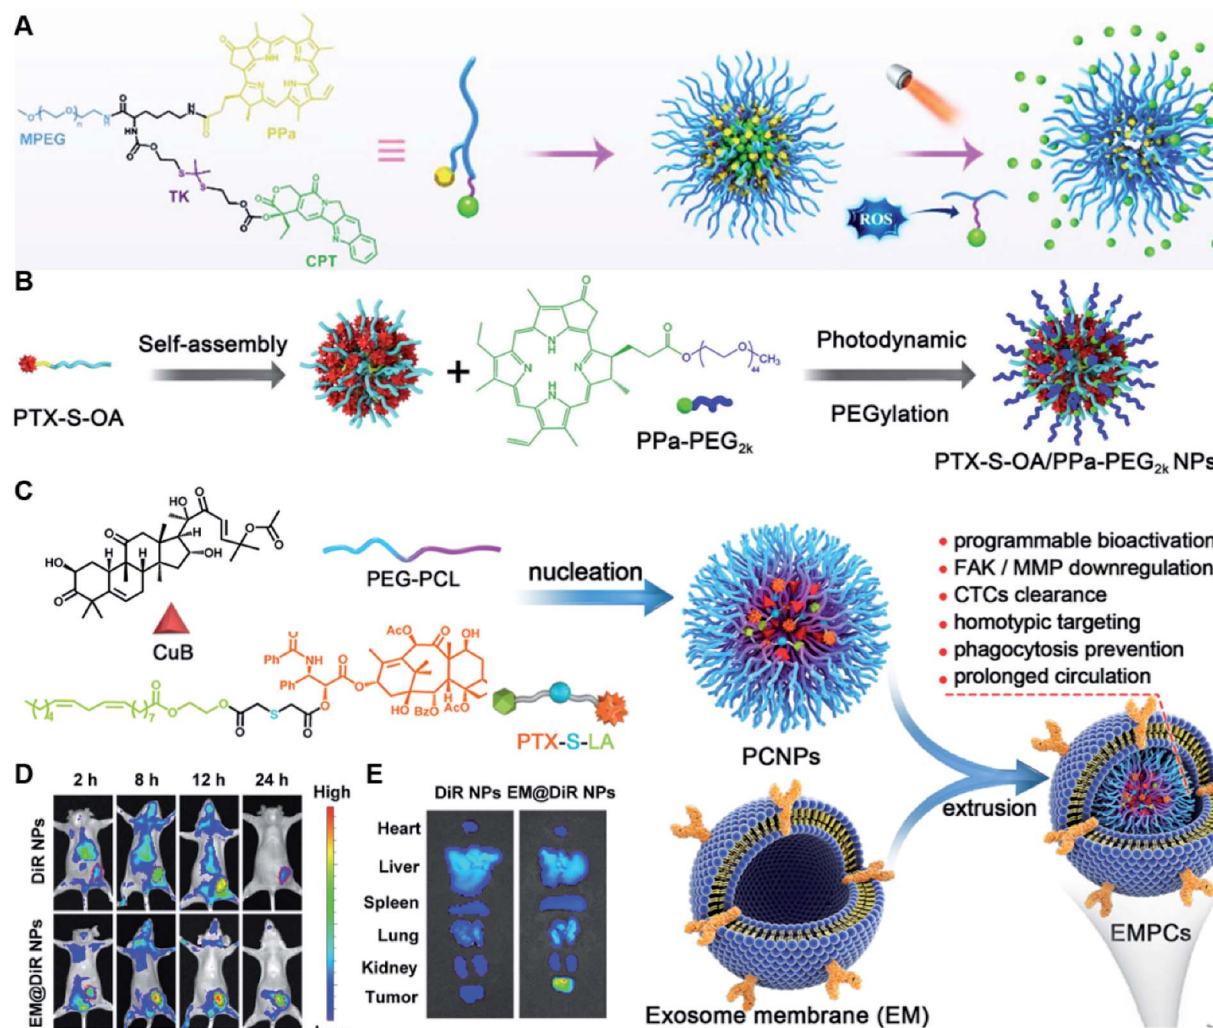 A
MPEG
PPa
TK
CPT
ROS
B
PTX-S-OA
Self-assembly
+
PPa-PEG2k
Photodynamic
PEGylation
PTX-S-OA/PPa-PEG2k NPs
C
CuB
PEG-PCL
nucleation
PTX-S-LA
PCNPs
• programmable bioactivation
• FAK / MMP downregulation
• CTCs clearance
• homotypic targeting
• phagocytosis prevention
• prolonged circulation
extrusion
Exosome membrane (EM)
EMPCs
D
2 h 8 h 12 h 24 h
High
DiR NPs
EM@DiR NPs
E
DiR NPs EM@DiR NPs
Heart
Liver
Spleen
Lung
Kidney
Tumor